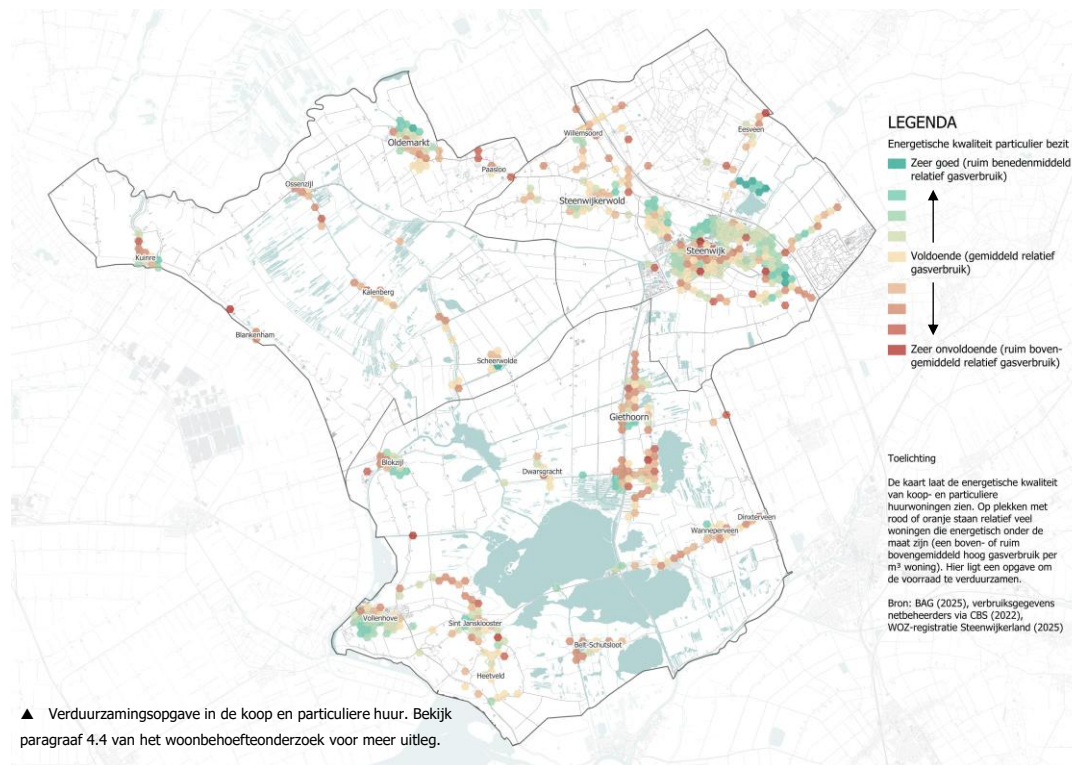 Oldemarkt
Paasloo
Willemsoord
Eesveen
Ossenzijl
Steenwijkerwold
Steenwijk
Kuinre
Kalenberg
Blankenham
Scheerwolde
Giethoorn
Blokzijl
Dwarsgracht
Wanneperveen
Dinxterveen
Vollenhove
Sint Jansklooster
Belt-Schutsloot
Heetveld
LEGENDA
Energetische kwaliteit particulier bezit
Zeer goed (ruim benedenmiddeld
relatief gasverbruik)
Voldoende (gemiddeld relatief
gasverbruik)
Zeer onvoldoende (ruim boven-
gemiddeld relatief gasverbruik)
Toelichting
De kaart laat de energetische kwaliteit
van koop- en particuliere
huurwoningen zien. Op plekken met
rood of oranje staan relatief veel
woningen die energetisch onder de
maat zijn (een boven- of ruim
bovengemiddeld hoog gasverbruik per
m³ woning). Hier ligt een opgave om
de voorraad te verduurzamen.
Bron: BAG (2025), verbruiksgegevens
netbeheerders via CBS (2022),
WOZ-registratie Steenwijkerland (2025)
▲ Verduurzamingsopgave in de koop en particuliere huur. Bekijk
paragraaf 4.4 van het woonbehoefteonderzoek voor meer uitleg.